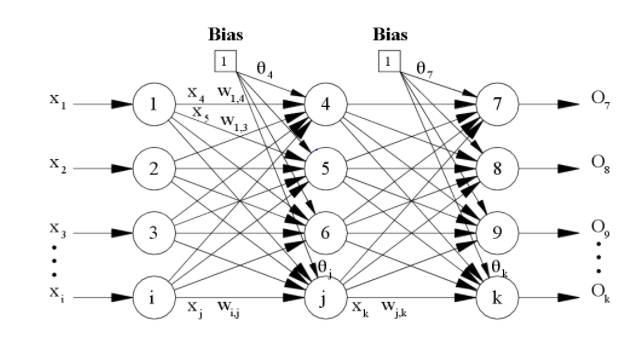 Bias Bias
1 θ4 1 θ7
x1 1 x4 w1,4 4 7 O7
x5 w1,3
x2 2 5 8 O8
x3 3 6 9 O9
θj θk
xi i j k Ok
xj wi,j xk wj,k